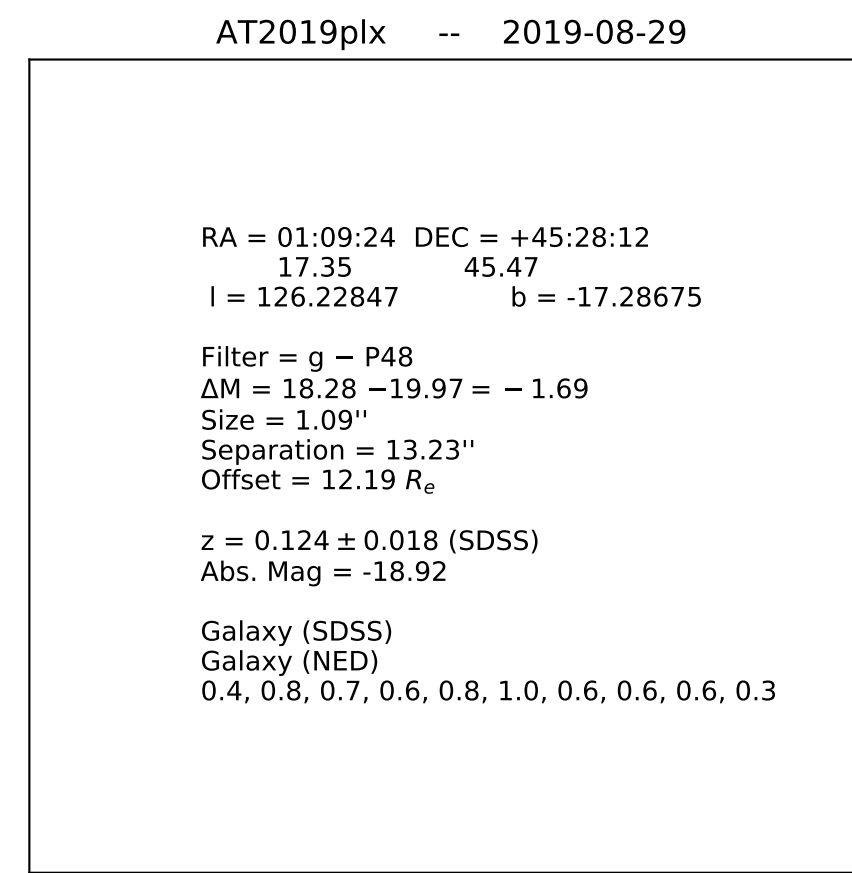 AT2019plx -- 2019-08-29
RA = 01:09:24 DEC = +45:28:12
17.35 45.47
l = 126.22847 b = -17.28675
Filter = g − P48
ΔM = 18.28 −19.97 = − 1.69
Size = 1.09''
Separation = 13.23''
Offset = 12.19 Rₑ
z = 0.124 ± 0.018 (SDSS)
Abs. Mag = -18.92
Galaxy (SDSS)
Galaxy (NED)
0.4, 0.8, 0.7, 0.6, 0.8, 1.0, 0.6, 0.6, 0.6, 0.3